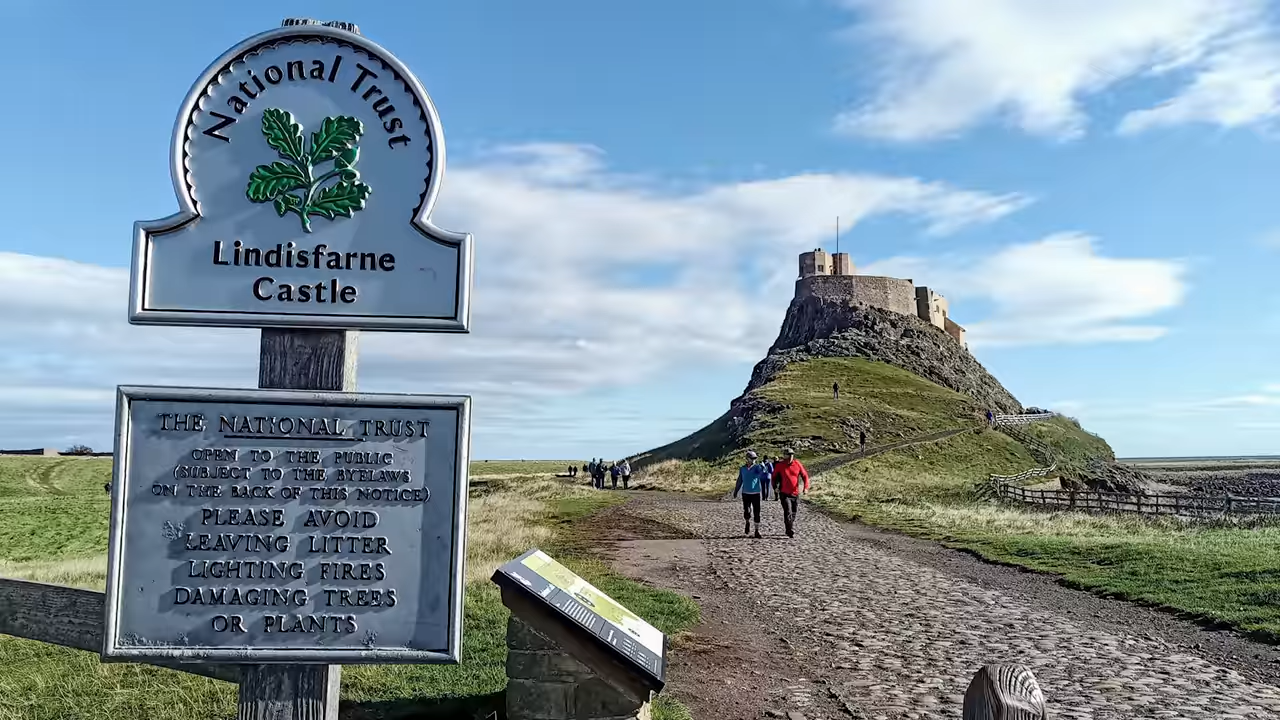 National Trust
Lindisfarne
Castle
THE NATIONAL TRUST
OPEN TO THE PUBLIC
(SUBJECT TO THE BYELAWS
ON THE BACK OF THIS NOTICE)
PLEASE AVOID
LEAVING LITTER
LIGHTING FIRES
DAMAGING TREES
OR PLANTS